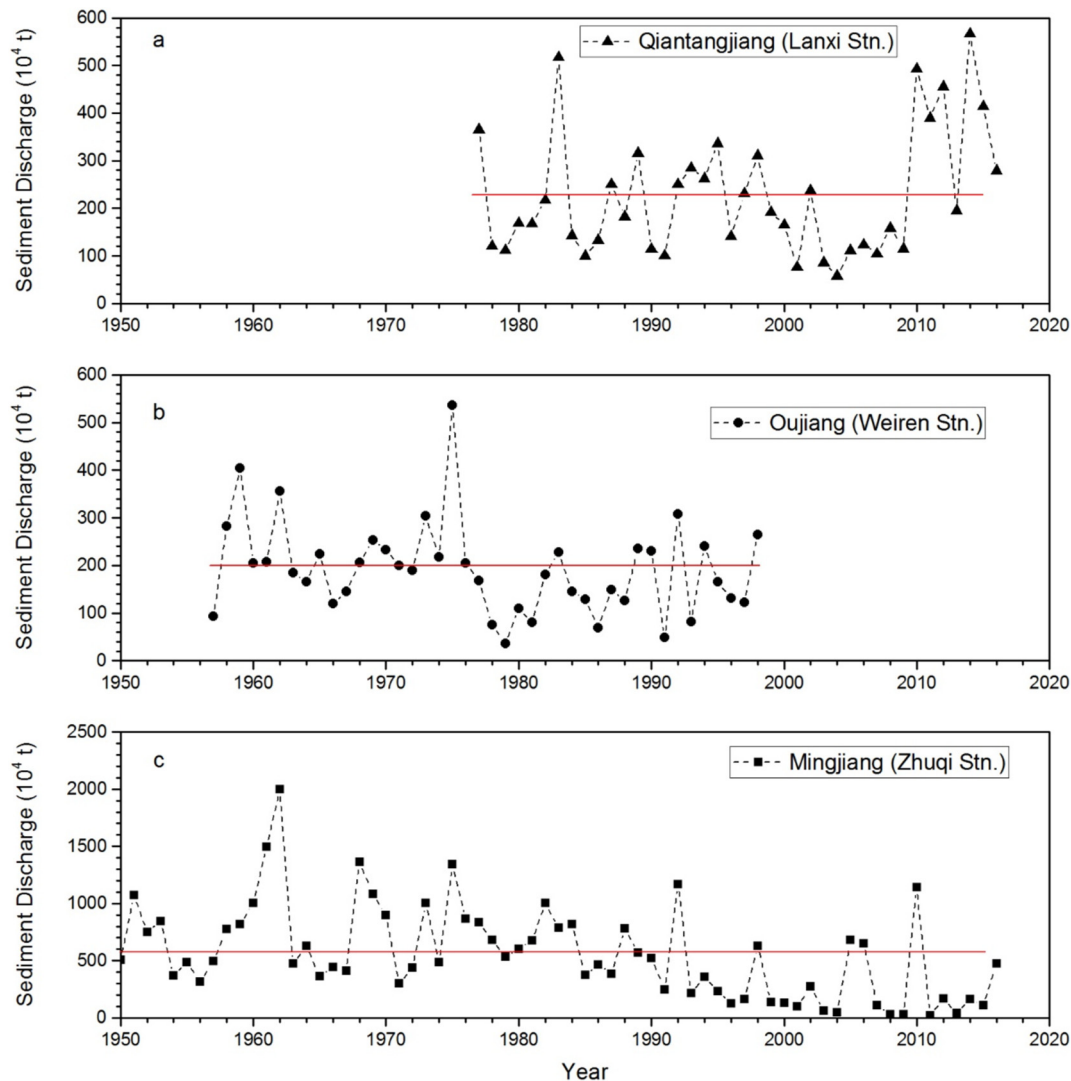 a
Qiantangjiang (Lanxi Stn.)
Sediment Discharge (10⁴ t)
600
500
400
300
200
100
0
1950 1960 1970 1980 1990 2000 2010 2020
b
Oujiang (Weiren Stn.)
Sediment Discharge (10⁴ t)
600
500
400
300
200
100
0
1950 1960 1970 1980 1990 2000 2010 2020
c
Mingjiang (Zhuqi Stn.)
Sediment Discharge (10⁴ t)
2500
2000
1500
1000
500
0
1950 1960 1970 1980 1990 2000 2010 2020
Year